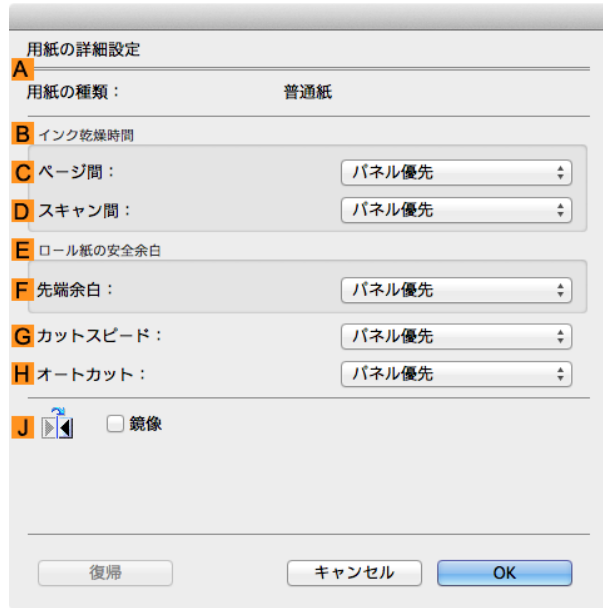 用紙の詳細設定
A
用紙の種類： 普通紙
B インク乾燥時間
C ページ間： パネル優先
D スキャン間： パネル優先
E ロール紙の安全余白
F 先端余白： パネル優先
G カットスピード： パネル優先
H オートカット： パネル優先
J 鏡像
復帰 キャンセル OK